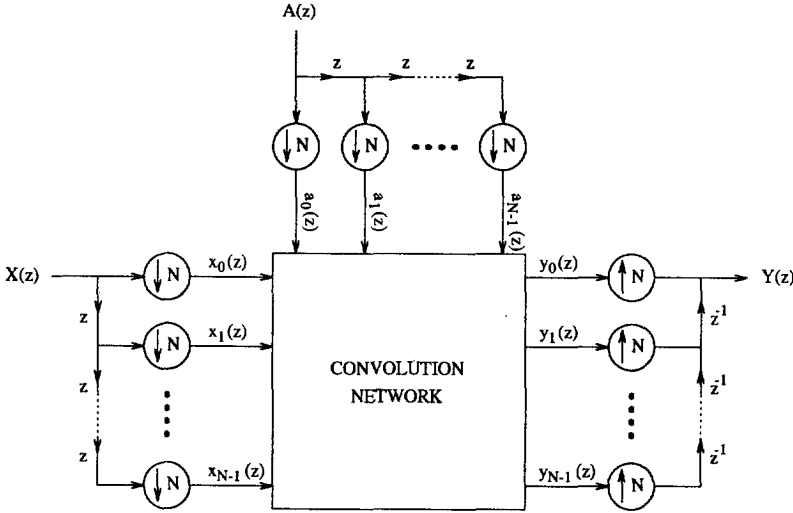 A(z)
z z z
N N N
a0(z) a1(z) aN-1(z)
X(z) N x0(z) y0(z) N Y(z)
z z-1
N x1(z) y1(z) N
CONVOLUTION
NETWORK
z z-1
z z-1
N xN-1(z) yN-1(z) N